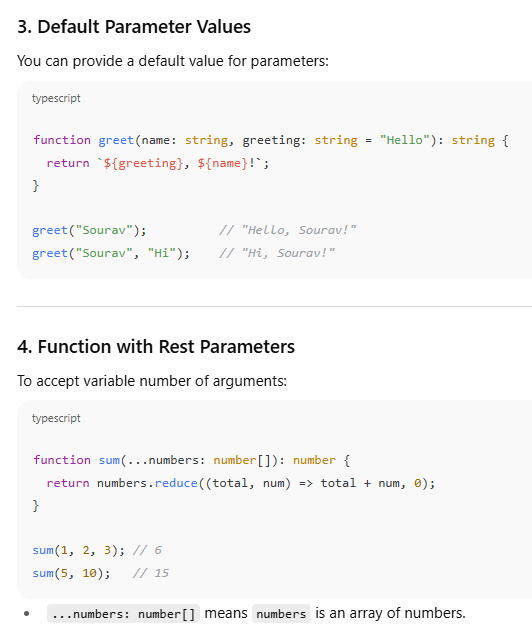 3. Default Parameter Values
You can provide a default value for parameters:
typescript
function greet(name: string, greeting: string = "Hello"): string {
  return `${greeting}, ${name}!`;
}
greet("Sourav");          // "Hello, Sourav!"
greet("Sourav", "Hi");    // "Hi, Sourav!"
4. Function with Rest Parameters
To accept variable number of arguments:
typescript
function sum(...numbers: number[]): number {
  return numbers.reduce((total, num) => total + num, 0);
}
sum(1, 2, 3); // 6
sum(5, 10);   // 15
• ...numbers: number[] means numbers is an array of numbers.